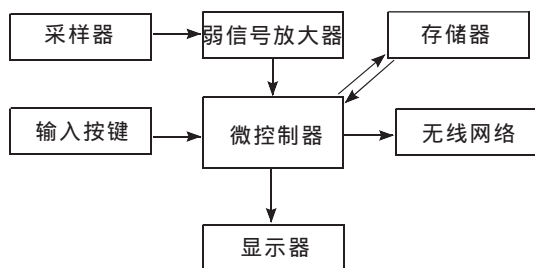 采样器
弱信号放大器
存储器
输入按键
微控制器
无线网络
显示器